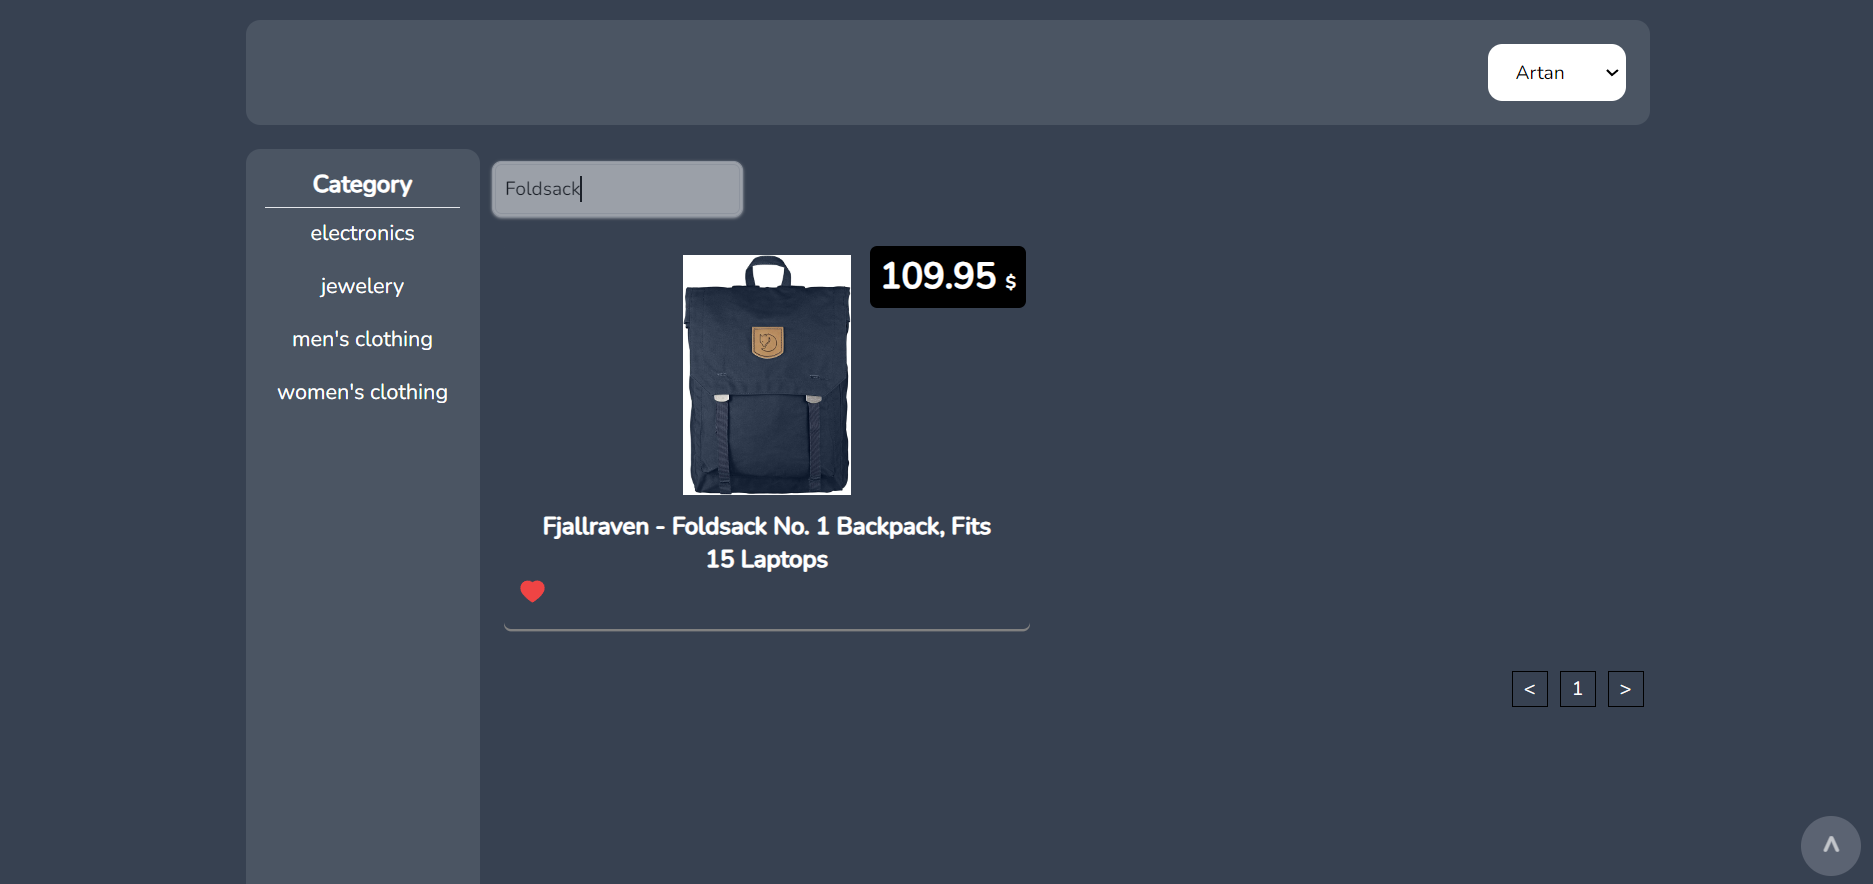 Artan
Category
electronics
jewelery
men's clothing
women's clothing
Foldsack
109.95 $
Fjallraven - Foldsack No. 1 Backpack, Fits
15 Laptops
< 1 >
^